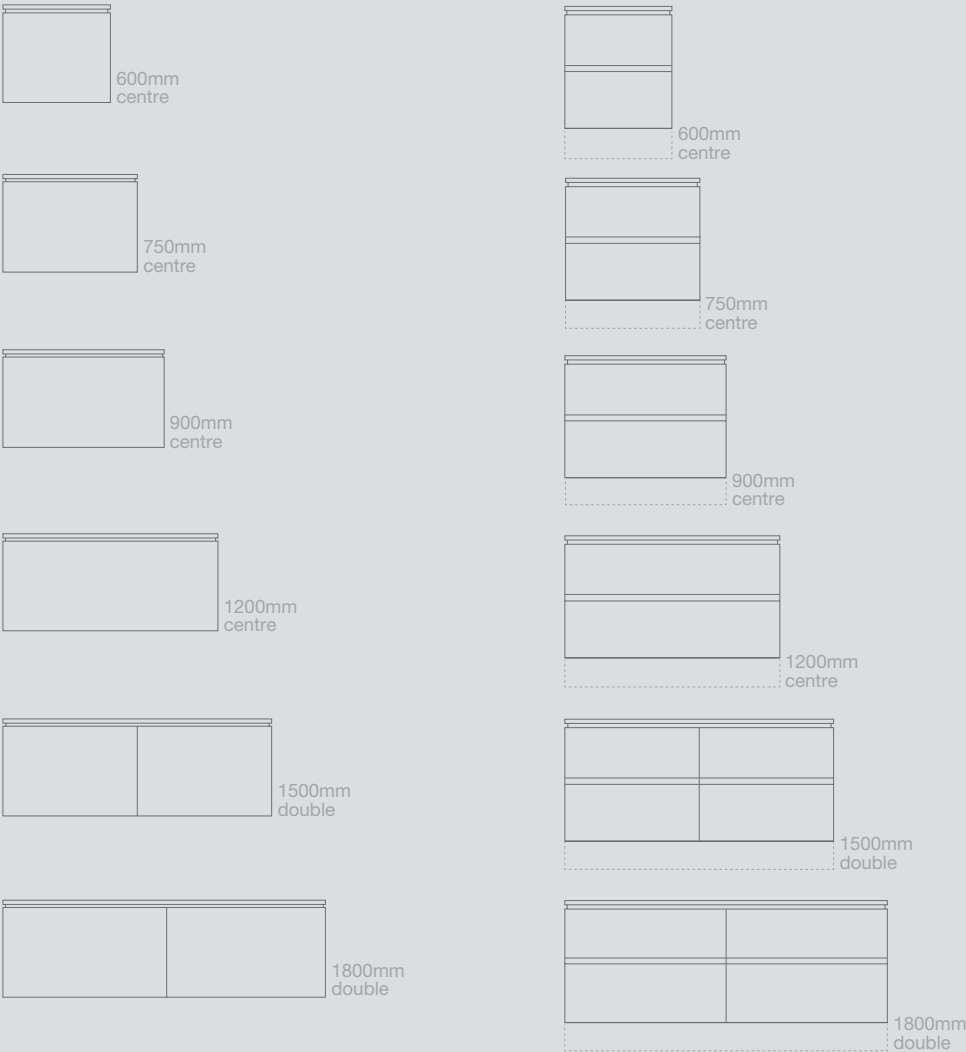 600mm
centre
600mm
centre
750mm
centre
750mm
centre
900mm
centre
900mm
centre
1200mm
centre
1200mm
centre
1500mm
double
1500mm
double
1800mm
double
1800mm
double